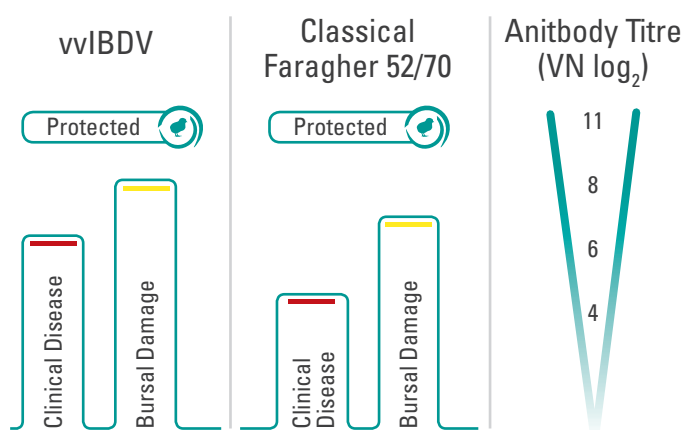 vvIBDV
Protected
Clinical Disease
Bursal Damage
Classical
Faragher 52/70
Protected
Clinical
Disease
Bursal Damage
Anitbody Titre
(VN log₂)
11
8
6
4